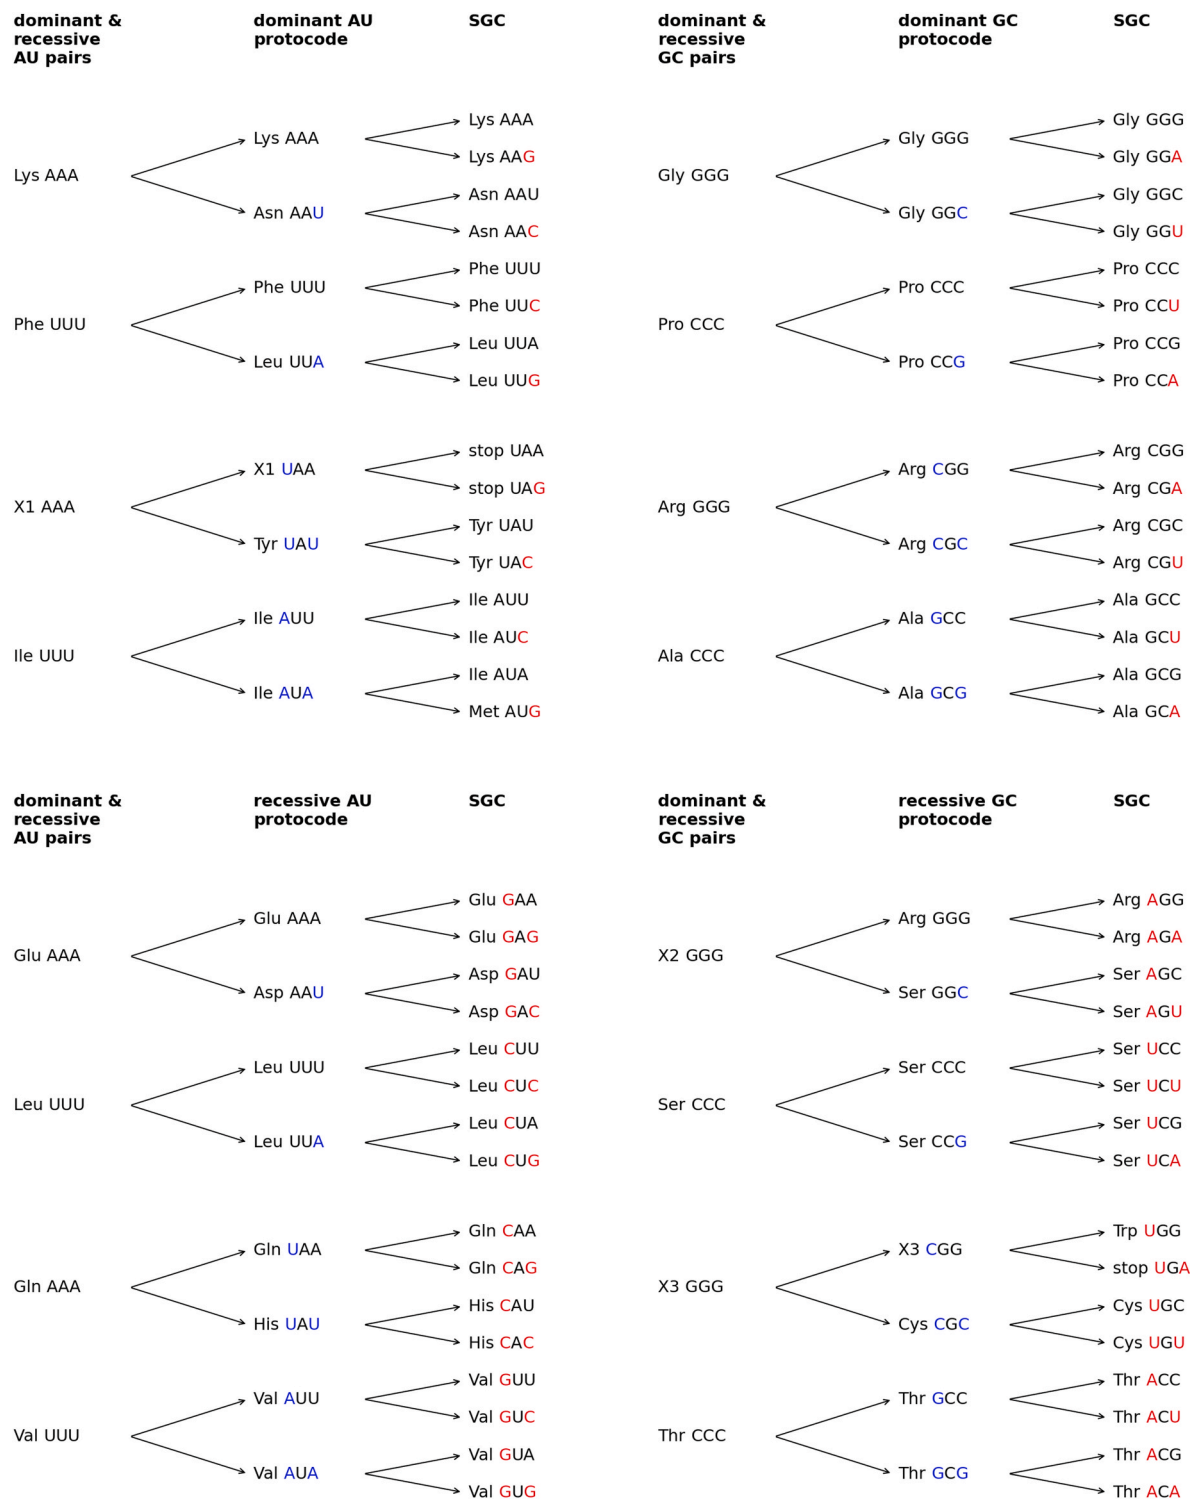 dominant &
recessive
AU pairs
dominant AU
protocode
SGC
Lys AAA
Lys AAA
Lys AAA
Lys AAG
Asn AAU
Asn AAU
Asn AAC
Phe UUU
Phe UUU
Phe UUU
Phe UUC
Leu UUA
Leu UUA
Leu UUG
X1 AAA
X1 UAA
stop UAA
stop UAG
Tyr UAU
Tyr UAU
Tyr UAC
Ile UUU
Ile AUU
Ile AUU
Ile AUC
Ile AUA
Ile AUA
Met AUG
dominant &
recessive
GC pairs
dominant GC
protocode
SGC
Gly GGG
Gly GGG
Gly GGG
Gly GGA
Gly GGC
Gly GGC
Gly GGU
Pro CCC
Pro CCC
Pro CCC
Pro CCU
Pro CCG
Pro CCG
Pro CCA
Arg GGG
Arg CGG
Arg CGG
Arg CGA
Arg CGC
Arg CGC
Arg CGU
Ala CCC
Ala GCC
Ala GCC
Ala GCU
Ala GCG
Ala GCG
Ala GCA
dominant &
recessive
AU pairs
recessive AU
protocode
SGC
Glu AAA
Glu AAA
Glu GAA
Glu GAG
Asp AAU
Asp GAU
Asp GAC
Leu UUU
Leu UUU
Leu CUU
Leu CUC
Leu UUA
Leu CUA
Leu CUG
Gln AAA
Gln UAA
Gln CAA
Gln CAG
His UAU
His CAU
His CAC
Val UUU
Val AUU
Val GUU
Val GUC
Val AUA
Val GUA
Val GUG
dominant &
recessive
GC pairs
recessive GC
protocode
SGC
X2 GGG
Arg GGG
Arg AGG
Arg AGA
Ser GGC
Ser AGC
Ser AGU
Ser CCC
Ser CCC
Ser UCC
Ser UCU
Ser CCG
Ser UCG
Ser UCA
X3 GGG
X3 CGG
Trp UGG
stop UGA
Cys CGC
Cys UGC
Cys UGU
Thr CCC
Thr GCC
Thr ACC
Thr ACU
Thr GCG
Thr ACG
Thr ACA